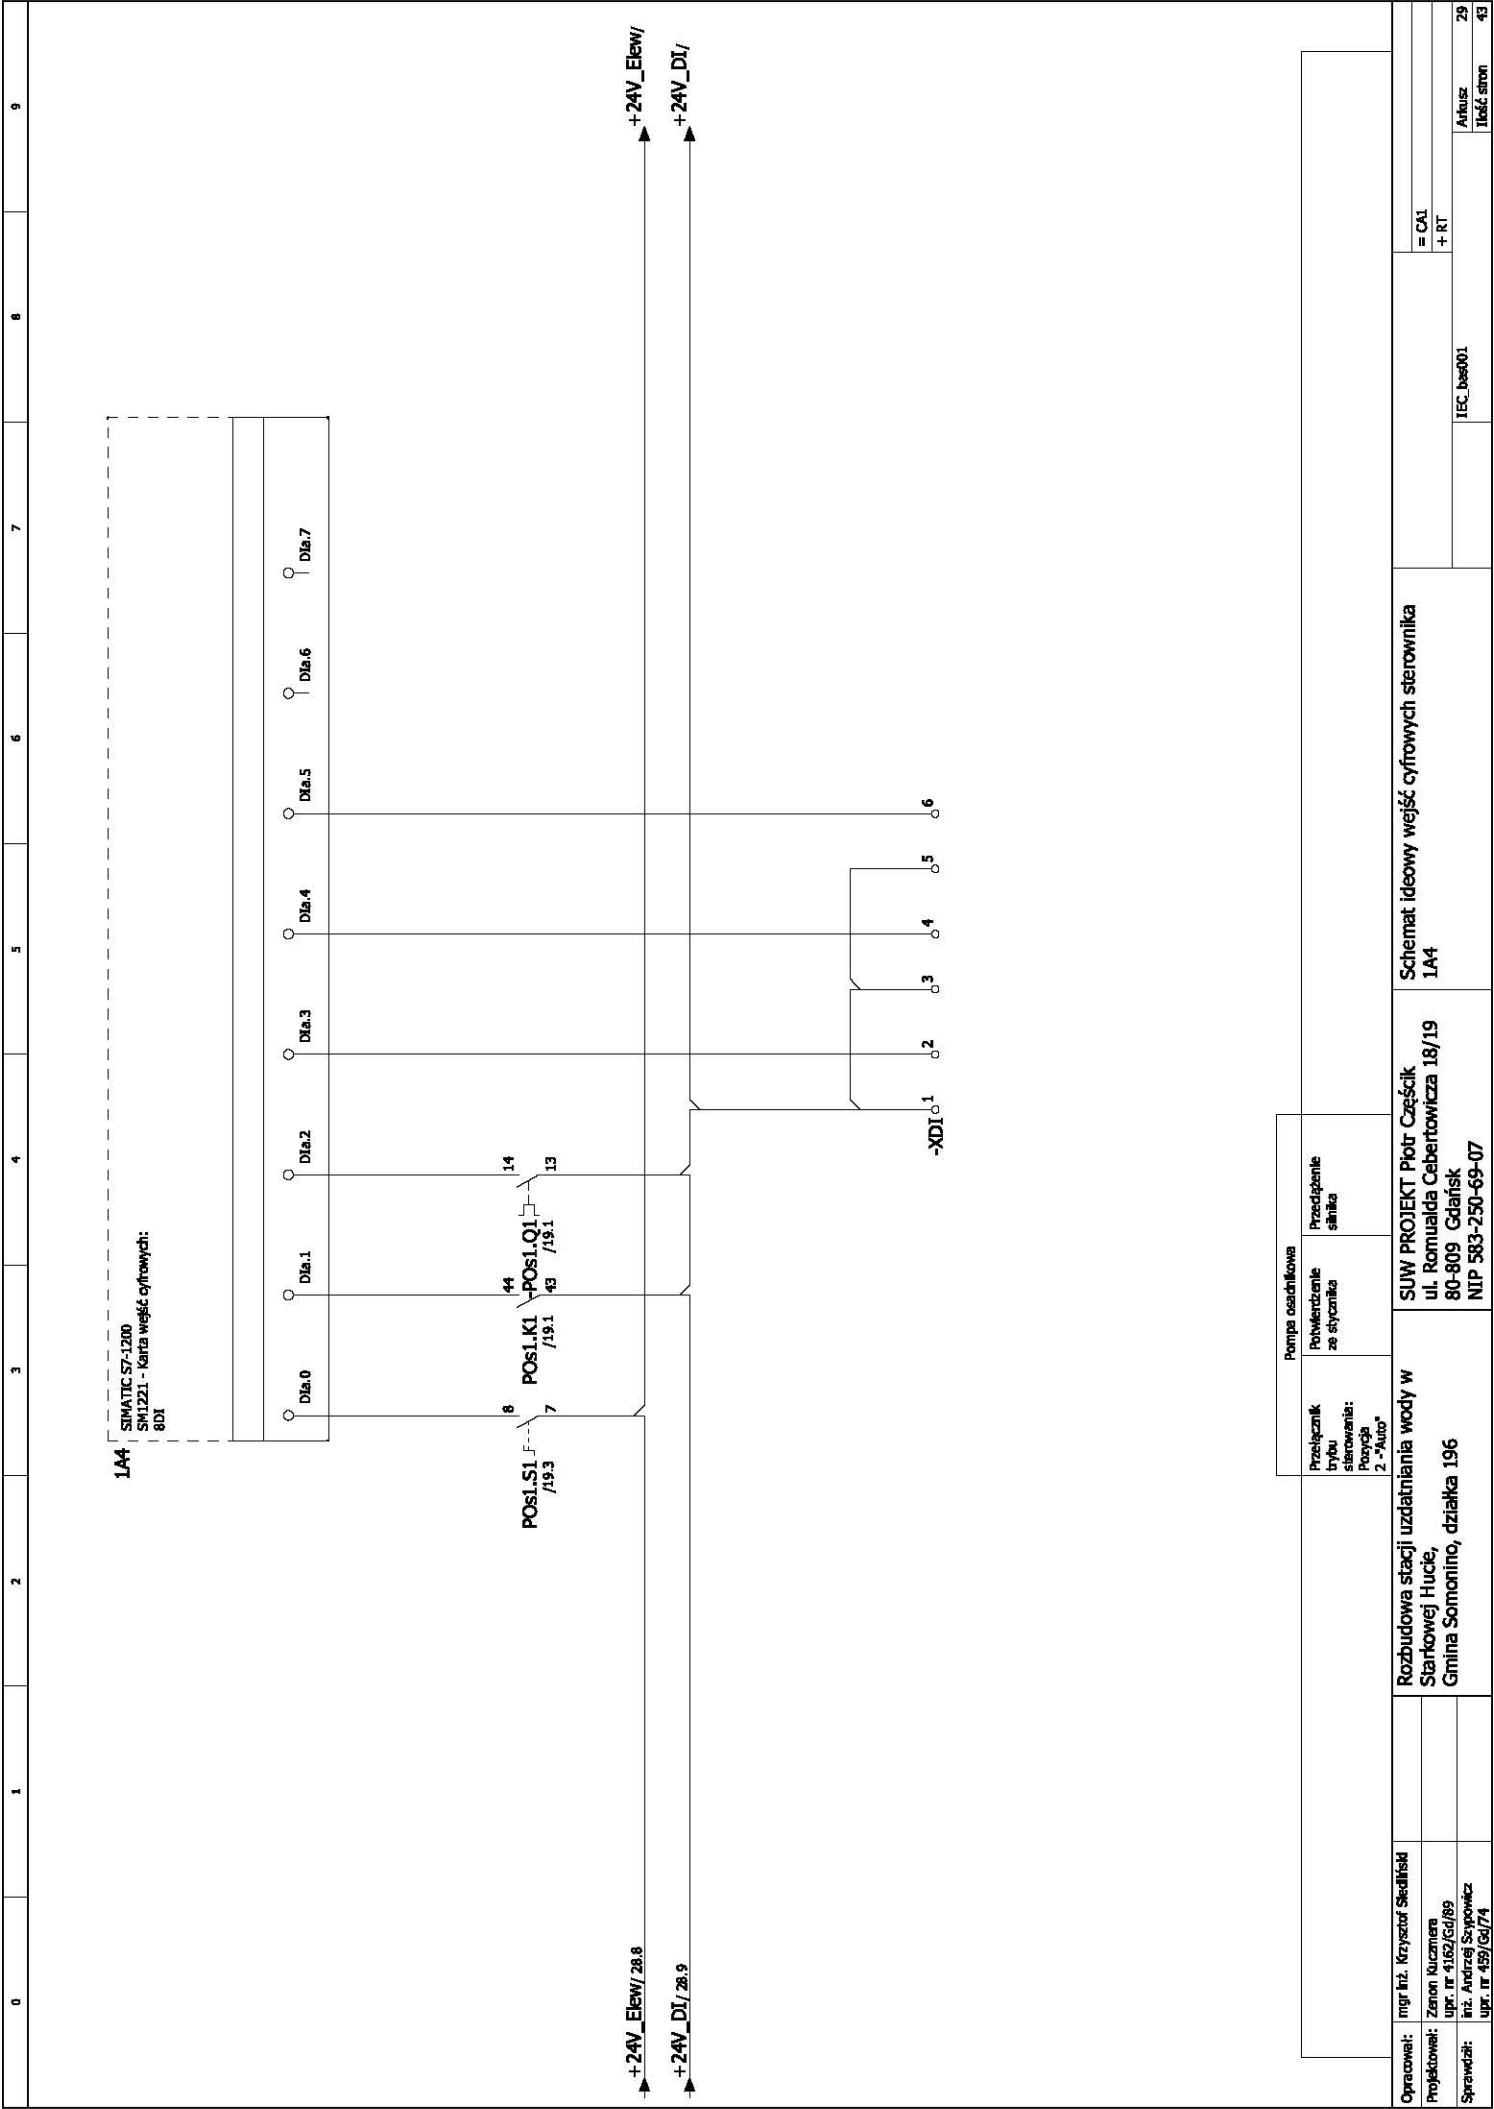 0 1 2 3 4 5 6 7 8 9
1A4
SIMATIC S7-1200
SM1221 - Karta wejść cyfrowych:
8DI
DIa.0 DIa.1 DIa.2 DIa.3 DIa.4 DIa.5 DIa.6 DIa.7
8 44 14
POs1.S1 POs1.K1 -POs1.Q1
/19.3 /19.1 /19.1
7 43 13
+24V_Elew/ 28.8 +24V_Elew/
+24V_DI/ 28.9 +24V_DI/
-XDI 1 2 3 4 5 6
Pompa osadnikowa
Przełącznik
trybu
sterowania:
Pozycja
2 -"Auto"
Potwierdzenie
ze stycznika
Przeciążenie
silnika
Opracował: mgr inż. Krzysztof Siedliński
Projektował: Zenon Kuczmera
upr. nr 4162/Gd/89
Sprawdził: inż. Andrzej Szypowicz
upr. nr 459/Gd/74
Rozbudowa stacji uzdatniania wody w
Starkowej Hucie,
Gmina Somonino, działka 196
SUW PROJEKT Piotr Częścik
ul. Romualda Cebertowicza 18/19
80-809 Gdańsk
NIP 583-250-69-07
Schemat ideowy wejść cyfrowych sterownika
1A4
IEC_bas001
= CA1
+ RT
Arkusz 29
Ilość stron 43